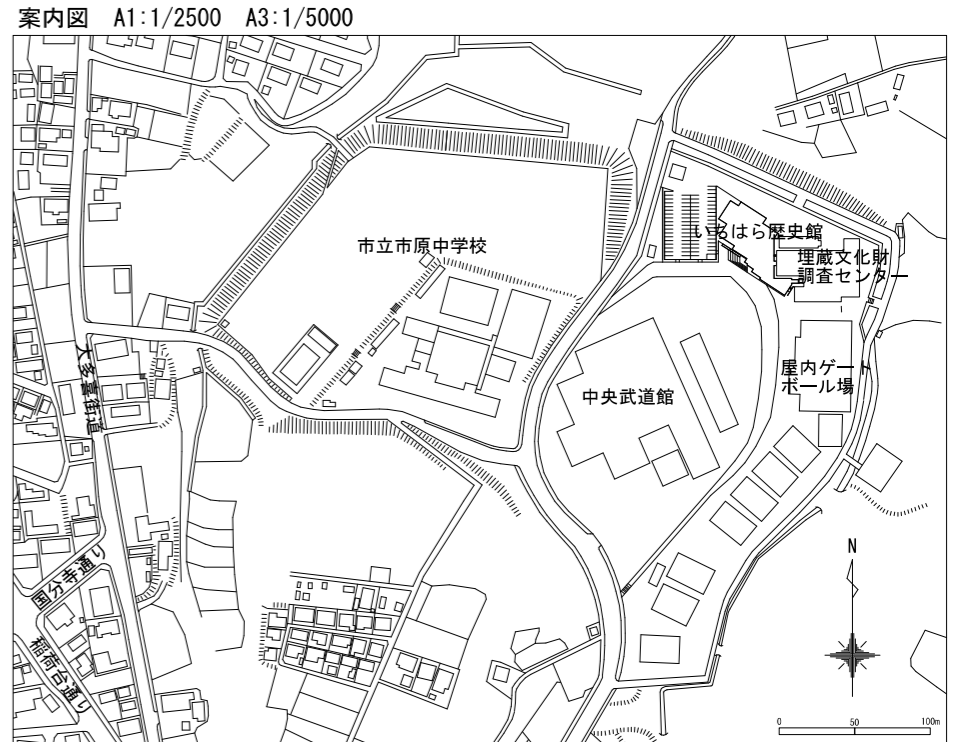 案内図　A1:1/2500　A3:1/5000
市立市原中学校
いちはら歴史館
埋蔵文化財
調査センター
大多喜街道
屋内ゲート
ボール場
中央武道館
国分寺通り
稲荷台通り
N
0 50 100m